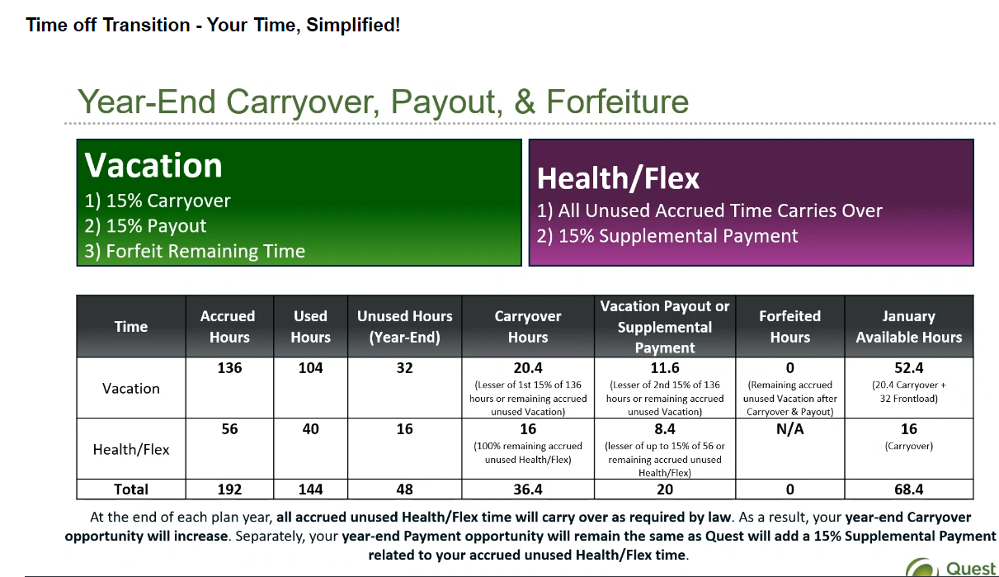 Time off Transition - Your Time, Simplified!
Year-End Carryover, Payout, & Forfeiture
Vacation
1) 15% Carryover
2) 15% Payout
3) Forfeit Remaining Time
Health/Flex
1) All Unused Accrued Time Carries Over
2) 15% Supplemental Payment
Time
Accrued
Hours
Used
Hours
Unused Hours
(Year-End)
Carryover
Hours
Vacation Payout or
Supplemental
Payment
Forfeited
Hours
January
Available Hours
Vacation
136
104
32
20.4
(Lesser of 1st 15% of 136
hours or remaining accrued
unused Vacation)
11.6
(Lesser of 2nd 15% of 136
hours or remaining accrued
unused Vacation)
0
(Remaining accrued
unused Vacation after
Carryover & Payout)
52.4
(20.4 Carryover +
32 Frontload)
Health/Flex
56
40
16
16
(100% remaining accrued
unused Health/Flex)
8.4
(lesser of up to 15% of 56 or
remaining accrued unused
Health/Flex)
N/A
16
(Carryover)
Total
192
144
48
36.4
20
0
68.4
At the end of each plan year, all accrued unused Health/Flex time will carry over as required by law. As a result, your year-end Carryover
opportunity will increase. Separately, your year-end Payment opportunity will remain the same as Quest will add a 15% Supplemental Payment
related to your accrued unused Health/Flex time.
Quest